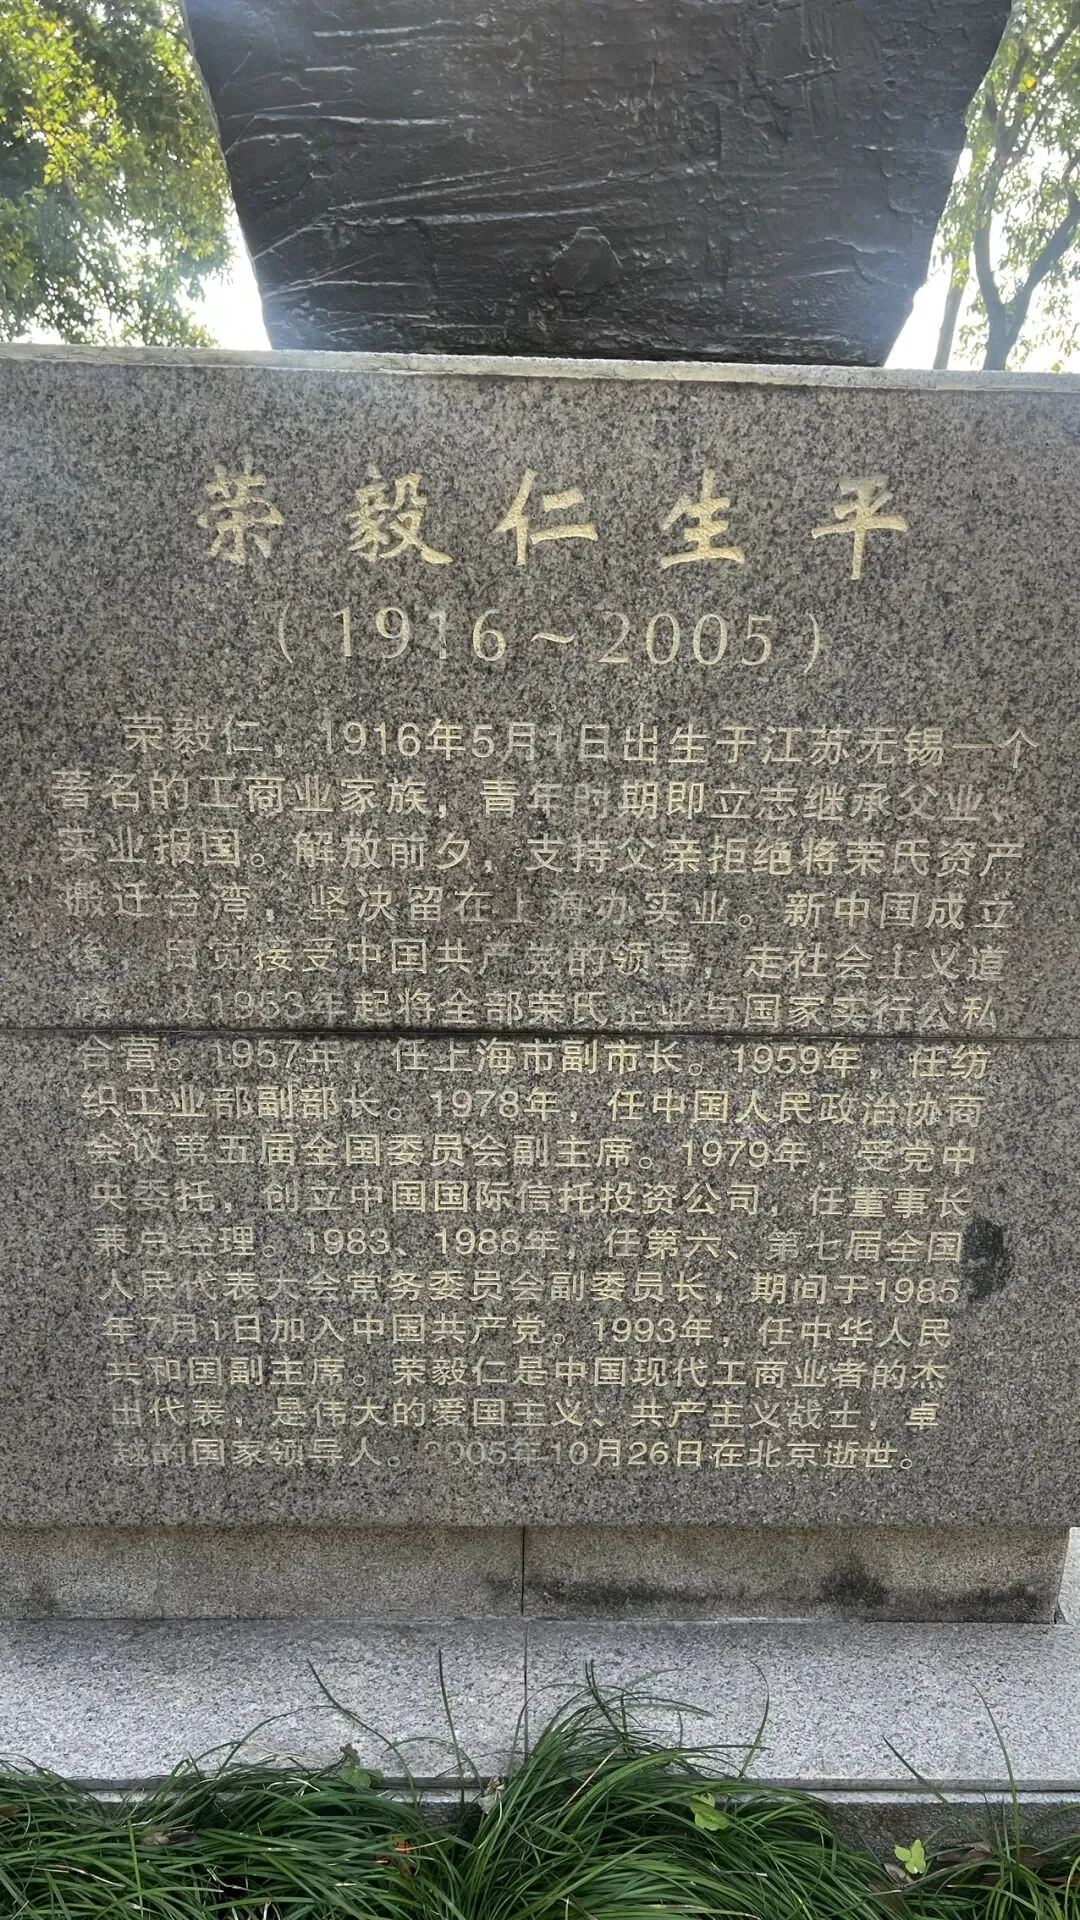 荣毅仁生平
（1916～2005）
荣毅仁，1916年5月1日出生于江苏无锡一个
著名的工商业家族，青年时期即立志继承父业、
实业报国。解放前夕，支持父亲拒绝将荣氏资产
搬迁台湾，坚决留在上海办实业。新中国成立
后，自觉接受中国共产党的领导，走社会主义道
路，从1953年起将全部荣氏企业与国家实行公私
合营。1957年，任上海市副市长。1959年，任纺
织工业部副部长。1978年，任中国人民政治协商
会议第五届全国委员会副主席。1979年，受党中
央委托，创立中国国际信托投资公司，任董事长
兼总经理。1983、1988年，任第六、第七届全国
人民代表大会常务委员会副委员长，期间于1985
年7月1日加入中国共产党。1993年，任中华人民
共和国副主席。荣毅仁是中国现代工商业者的杰
出代表，是伟大的爱国主义、共产主义战士，卓
越的国家领导人。2005年10月26日在北京逝世。